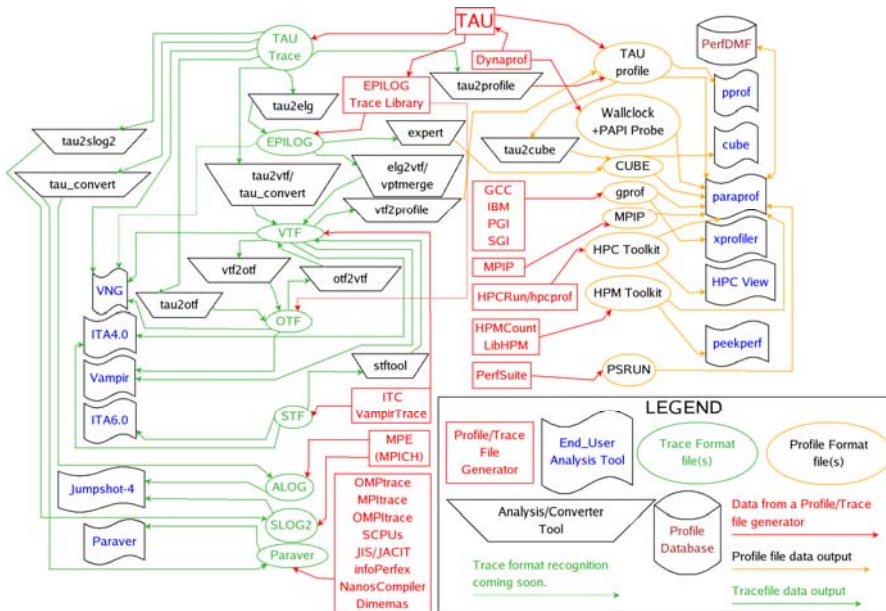 TAU
TAU
Trace
Dynaprof
TAU
profile
PerfDMF
EPILOG
Trace Library
tau2profile
pprof
tau2elg
Wallclock
+PAPI Probe
tau2slog2
EPILOG
expert
tau2cube
cube
CUBE
tau_convert
tau2vtf/
tau_convert
elg2vtf/
vptmerge
GCC
IBM
PGI
SGI
gprof
paraprof
vtf2profile
MPIP
VTF
xprofiler
HPC Toolkit
vtf2otf
otf2vtf
MPIP
VNG
HPC View
tau2otf
HPCRun/hpcprof
HPM Toolkit
OTF
ITA4.0
HPMCount
LibHPM
peekperf
Vampir
stftool
PerfSuite
PSRUN
ITC
VampirTrace
ITA6.0
STF
MPE
(MPICH)
Jumpshot-4
ALOG
OMPtrace
MPItrace
OMPItrace
SCPUs
JIS/JACIT
infoPerfex
NanosCompiler
Dimemas
SLOG2
Paraver
Paraver
LEGEND
Profile/Trace
File
Generator
End_User
Analysis Tool
Trace Format
file(s)
Profile Format
file(s)
Analysis/Converter
Tool
Profile
Database
Data from a Profile/Trace
file generator
Trace format recognition
coming soon.
Profile file data output
Tracefile data output